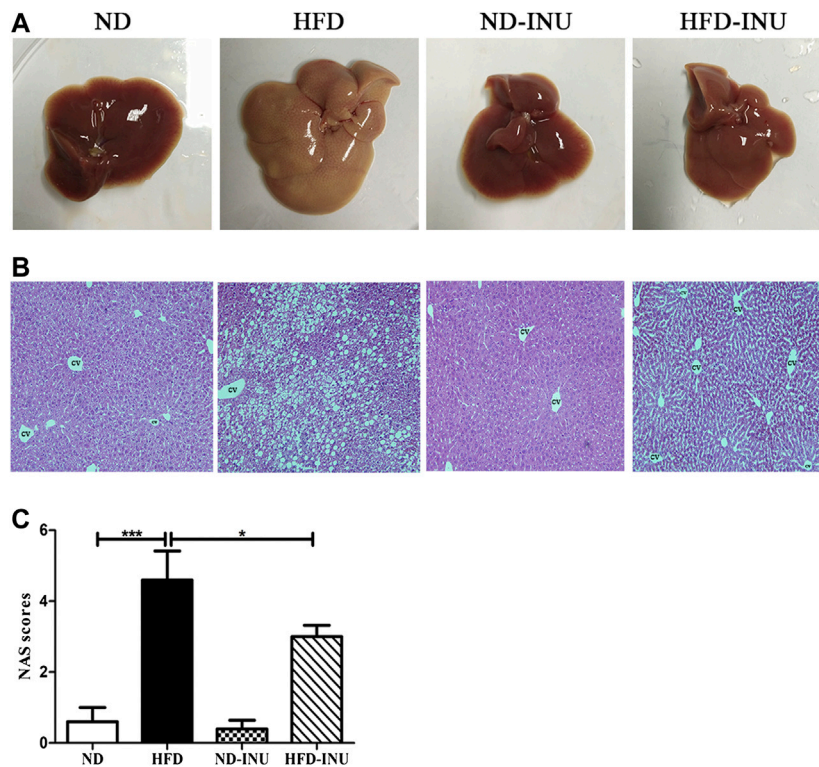 A
ND HFD ND-INU HFD-INU
B
CV CV CV
CV
CV CV
CV CV CV CV CV CV
C
*** *
6
4
2
0
NAS scores
ND HFD ND-INU HFD-INU